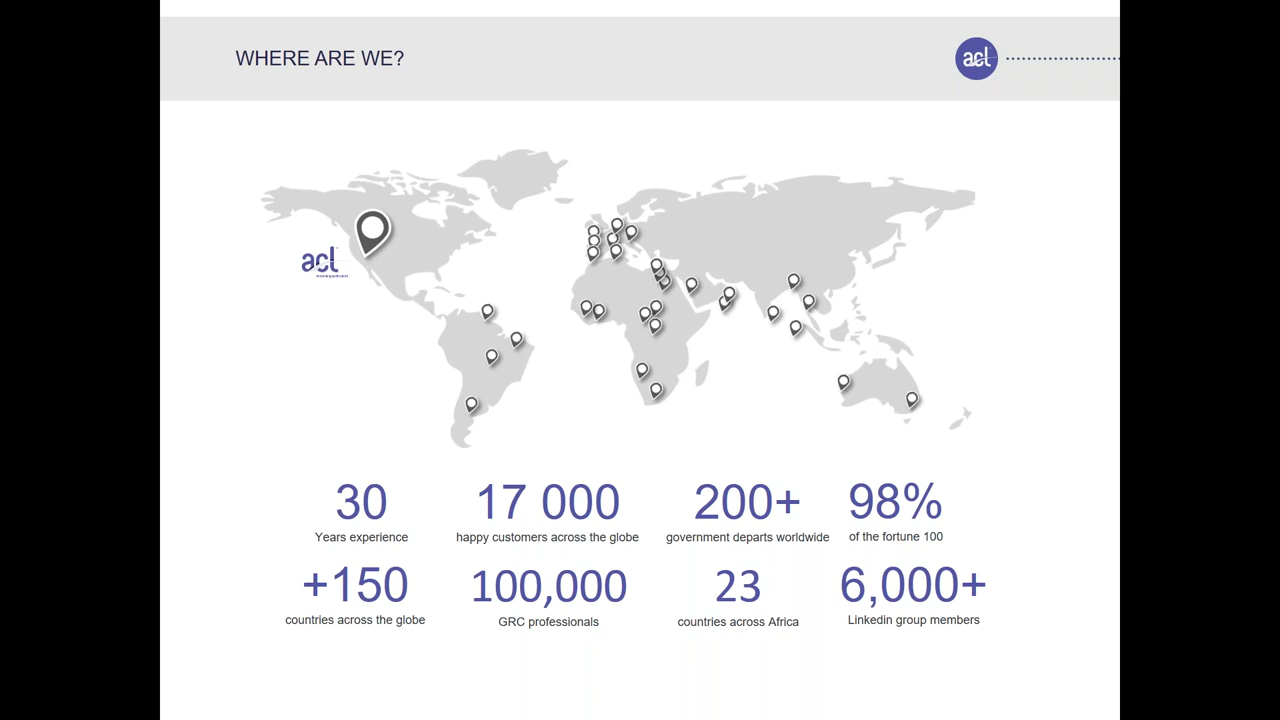 WHERE ARE WE?
acl
acl
30
17 000
200+
98%
Years experience
happy customers across the globe
government departs worldwide
of the fortune 100
+150
100,000
23
6,000+
countries across the globe
GRC professionals
countries across Africa
Linkedin group members